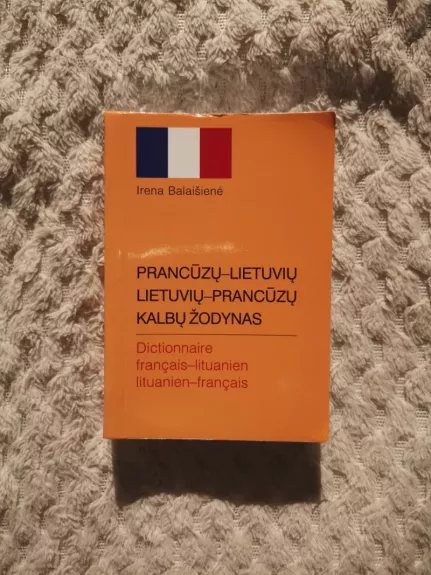 Irena Balaišienė
PRANCŪZŲ–LIETUVIŲ
LIETUVIŲ–PRANCŪZŲ
KALBŲ ŽODYNAS
Dictionnaire
français–lituanien
lituanien–français